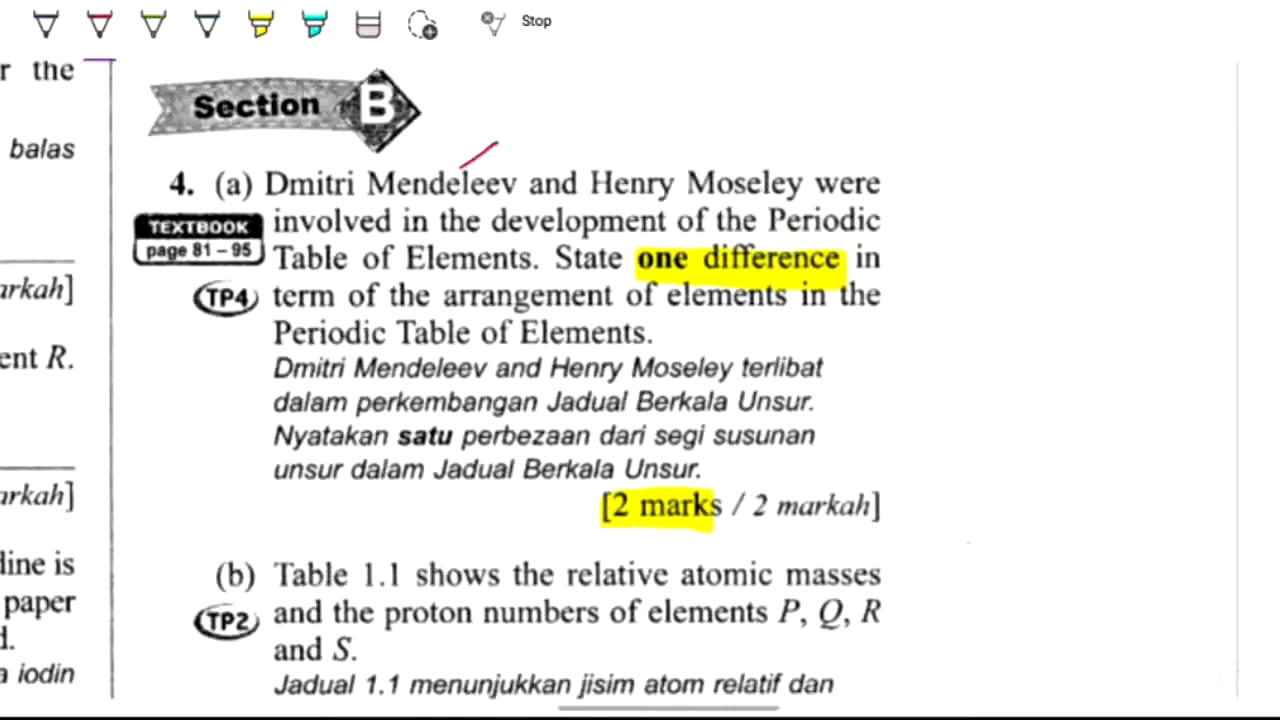 Stop
r the
balas
arkah]
ent R.
arkah]
line is
paper
d.
a iodin
Section B
4. (a) Dmitri Mendeleev and Henry Moseley were
TEXTBOOK
page 81 – 95
involved in the development of the Periodic
Table of Elements. State one difference in
TP4
term of the arrangement of elements in the
Periodic Table of Elements.
Dmitri Mendeleev and Henry Moseley terlibat
dalam perkembangan Jadual Berkala Unsur.
Nyatakan satu perbezaan dari segi susunan
unsur dalam Jadual Berkala Unsur.
[2 marks / 2 markah]
(b) Table 1.1 shows the relative atomic masses
TP2
and the proton numbers of elements P, Q, R
and S.
Jadual 1.1 menunjukkan jisim atom relatif dan